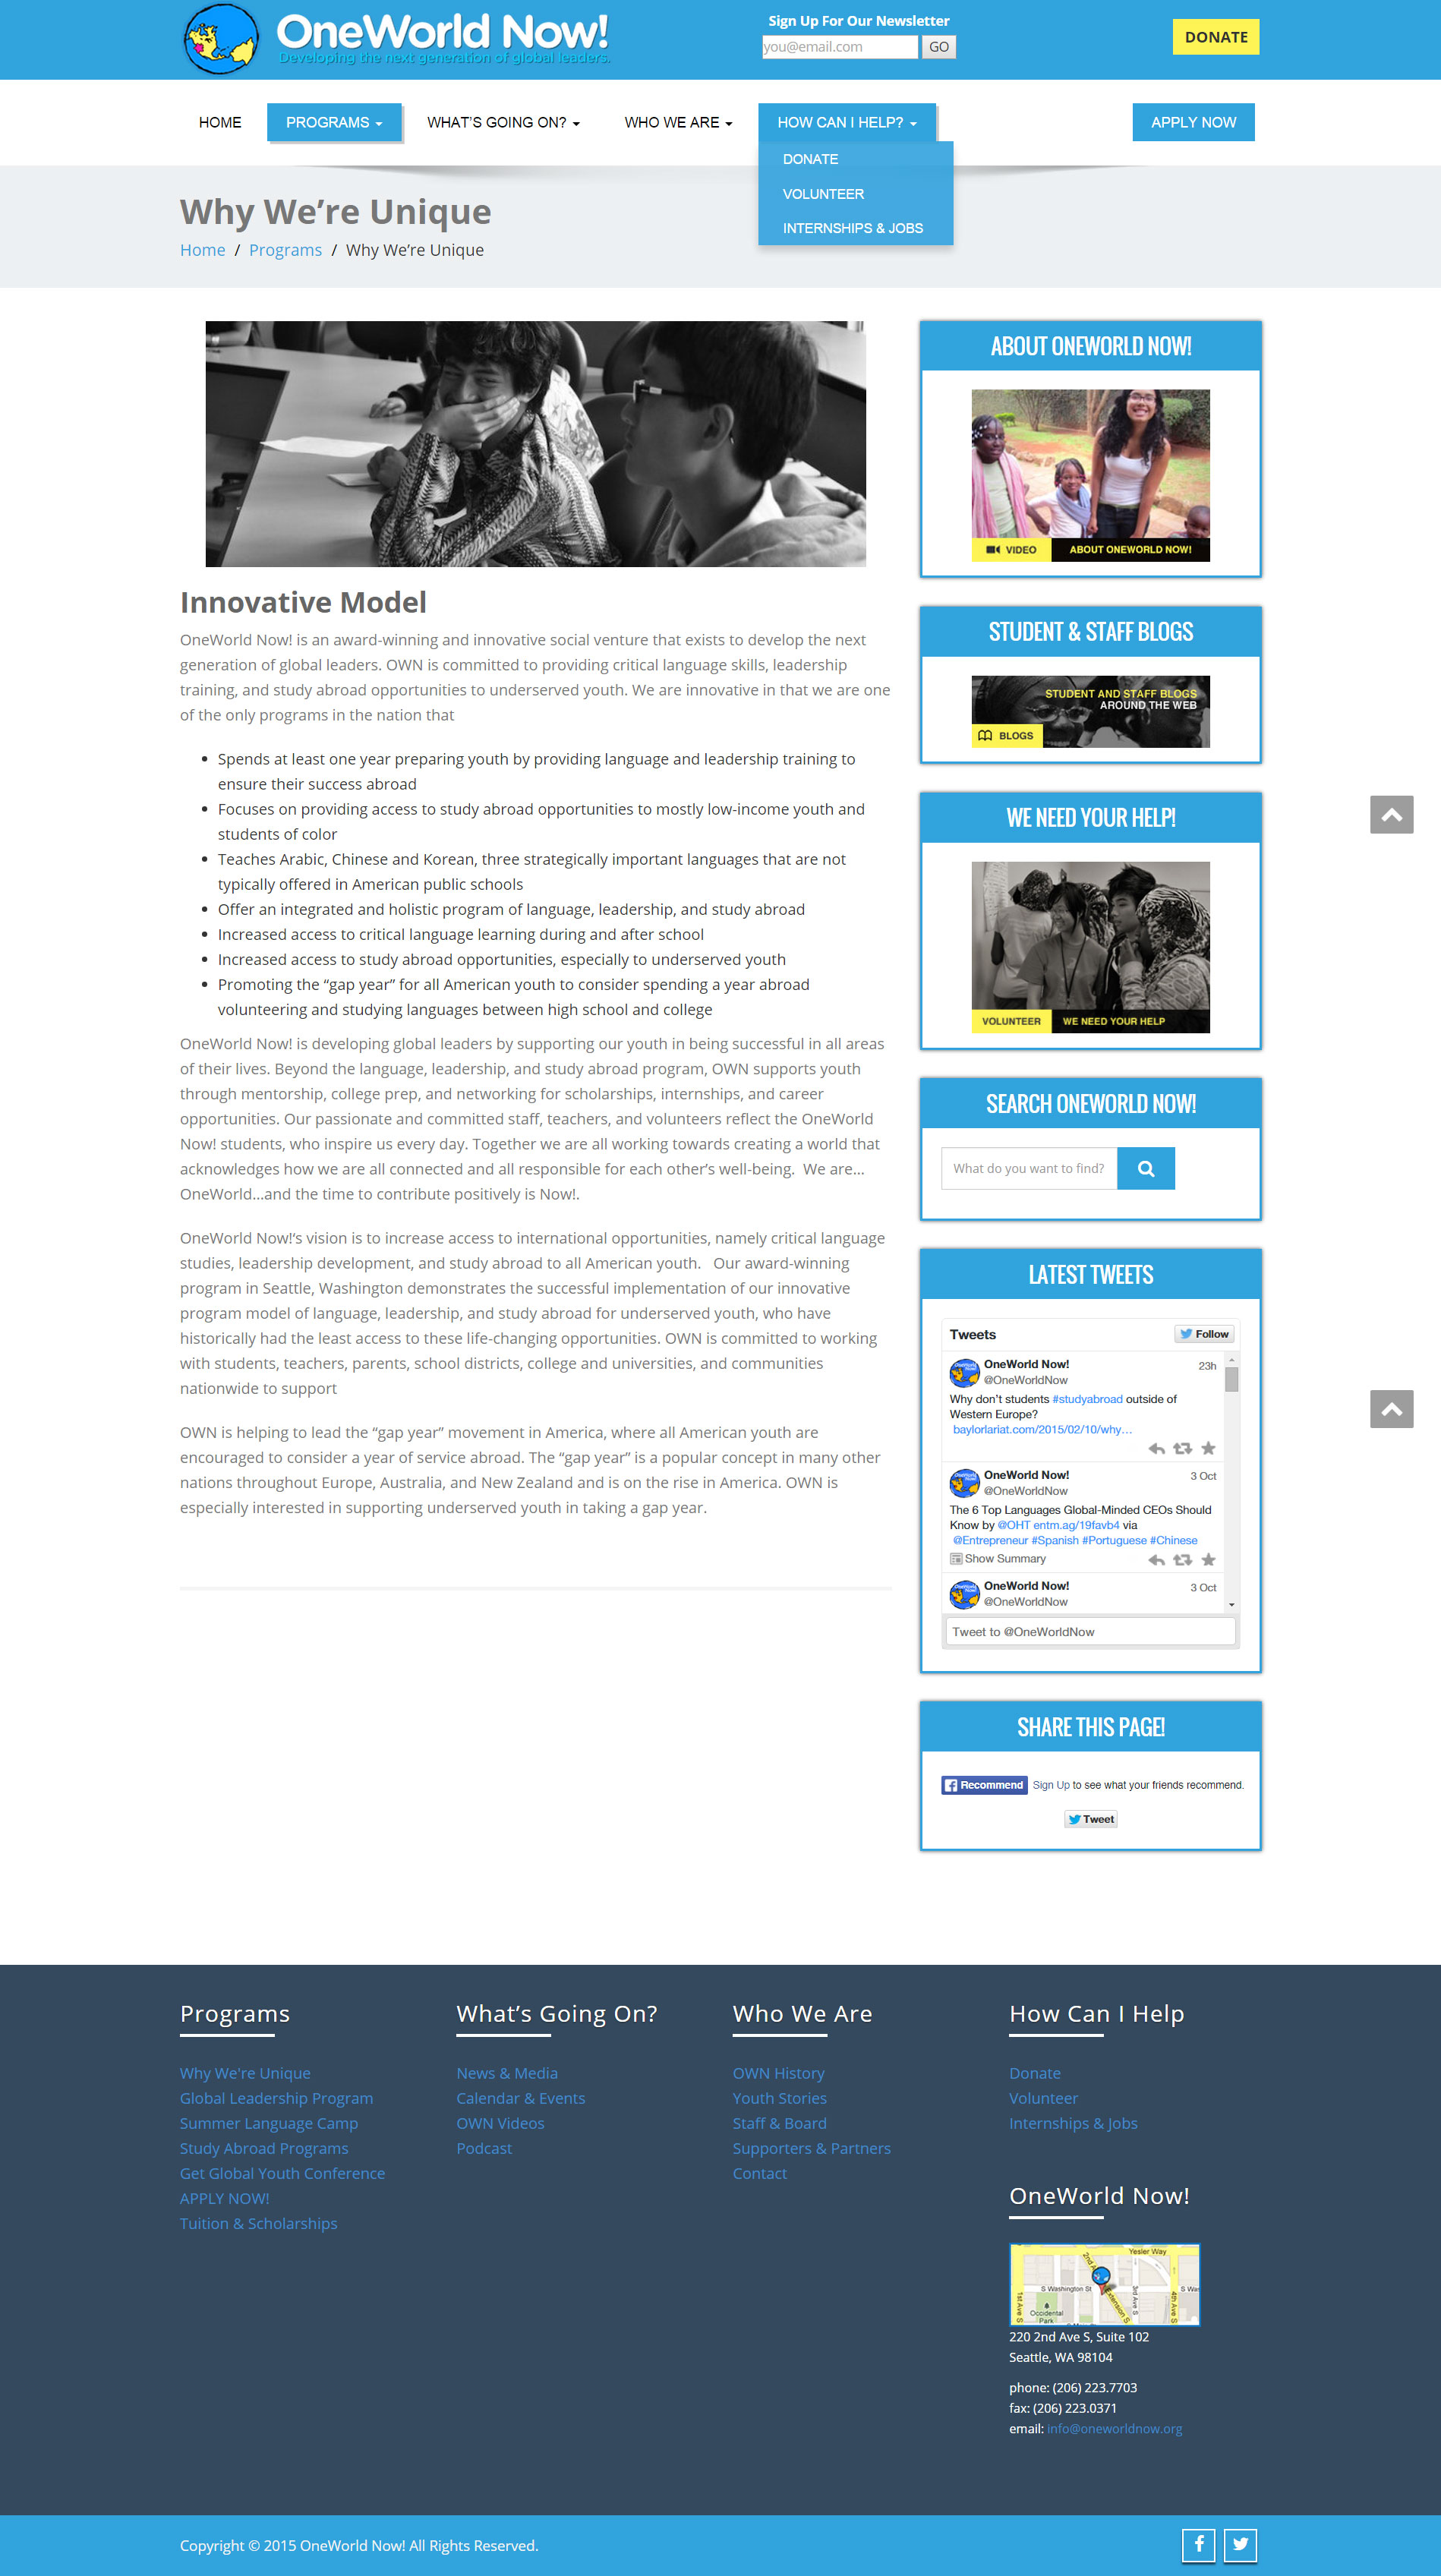 OneWorld Now!
Developing the next generation of global leaders.
Sign Up For Our Newsletter
you@email.com
GO
DONATE
HOME
PROGRAMS
WHAT'S GOING ON?
WHO WE ARE
HOW CAN I HELP?
APPLY NOW
DONATE
VOLUNTEER
INTERNSHIPS & JOBS
Why We're Unique
Home / Programs / Why We're Unique
Innovative Model
OneWorld Now! is an award-winning and innovative social venture that exists to develop the next
generation of global leaders. OWN is committed to providing critical language skills, leadership
training, and study abroad opportunities to underserved youth. We are innovative in that we are one
of the only programs in the nation that
• Spends at least one year preparing youth by providing language and leadership training to
ensure their success abroad
• Focuses on providing access to study abroad opportunities to mostly low-income youth and
students of color
• Teaches Arabic, Chinese and Korean, three strategically important languages that are not
typically offered in American public schools
• Offer an integrated and holistic program of language, leadership, and study abroad
• Increased access to critical language learning during and after school
• Increased access to study abroad opportunities, especially to underserved youth
• Promoting the “gap year” for all American youth to consider spending a year abroad
volunteering and studying languages between high school and college
OneWorld Now! is developing global leaders by supporting our youth in being successful in all areas
of their lives. Beyond the language, leadership, and study abroad program, OWN supports youth
through mentorship, college prep, and networking for scholarships, internships, and career
opportunities. Our passionate and committed staff, teachers, and volunteers reflect the OneWorld
Now! students, who inspire us every day. Together we are all working towards creating a world that
acknowledges how we are all connected and all responsible for each other's well-being. We are…
OneWorld…and the time to contribute positively is Now!.
OneWorld Now!'s vision is to increase access to international opportunities, namely critical language
studies, leadership development, and study abroad to all American youth. Our award-winning
program in Seattle, Washington demonstrates the successful implementation of our innovative
program model of language, leadership, and study abroad for underserved youth, who have
historically had the least access to these life-changing opportunities. OWN is committed to working
with students, teachers, parents, school districts, college and universities, and communities
nationwide to support
OWN is helping to lead the “gap year” movement in America, where all American youth are
encouraged to consider a year of service abroad. The “gap year” is a popular concept in many other
nations throughout Europe, Australia, and New Zealand and is on the rise in America. OWN is
especially interested in supporting underserved youth in taking a gap year.
ABOUT ONEWORLD NOW!
VIDEO ABOUT ONEWORLD NOW!
STUDENT & STAFF BLOGS
STUDENT AND STAFF BLOGS
AROUND THE WEB
BLOGS
WE NEED YOUR HELP!
VOLUNTEER WE NEED YOUR HELP
SEARCH ONEWORLD NOW!
What do you want to find?
LATEST TWEETS
Tweets Follow
OneWorld Now! 23h
@OneWorldNow
Why don't students #studyabroad outside of
Western Europe?
baylorlariat.com/2015/02/10/why…
OneWorld Now! 3 Oct
@OneWorldNow
The 6 Top Languages Global-Minded CEOs Should
Know by @OHT entm.ag/19favb4 via
@Entrepreneur #Spanish #Portuguese #Chinese
Show Summary
OneWorld Now! 3 Oct
@OneWorldNow
Tweet to @OneWorldNow
SHARE THIS PAGE!
Recommend Sign Up to see what your friends recommend.
Tweet
Programs
Why We're Unique
Global Leadership Program
Summer Language Camp
Study Abroad Programs
Get Global Youth Conference
APPLY NOW!
Tuition & Scholarships
What's Going On?
News & Media
Calendar & Events
OWN Videos
Podcast
Who We Are
OWN History
Youth Stories
Staff & Board
Supporters & Partners
Contact
How Can I Help
Donate
Volunteer
Internships & Jobs
OneWorld Now!
Yesler Way
2nd A
S Washington St
S Was
1st Ave S
Occidental
Park
Extension S
3rd Ave S
4th Ave S
220 2nd Ave S, Suite 102
Seattle, WA 98104
phone: (206) 223.7703
fax: (206) 223.0371
email: info@oneworldnow.org
Copyright © 2015 OneWorld Now! All Rights Reserved.